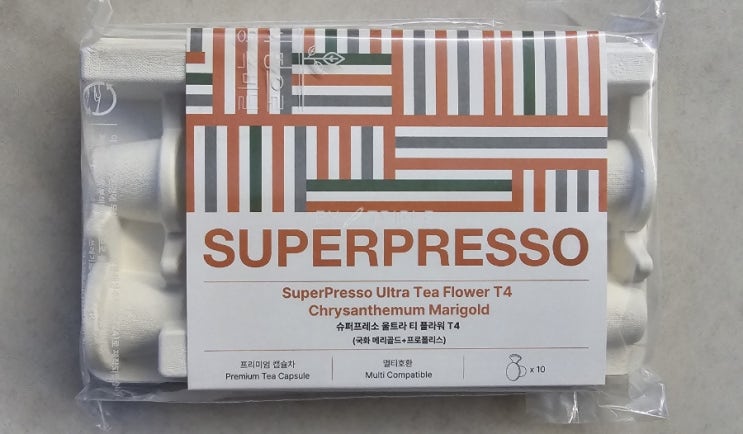 SUPERPRESSO
SuperPresso Ultra Tea Flower T4
Chrysanthemum Marigold
슈퍼프레소 울트라 티 플라워 T4
(국화 메리골드+프로폴리스)
프리미엄 캡슐차
Premium Tea Capsule
멀티호환
Multi Compatible
x 10